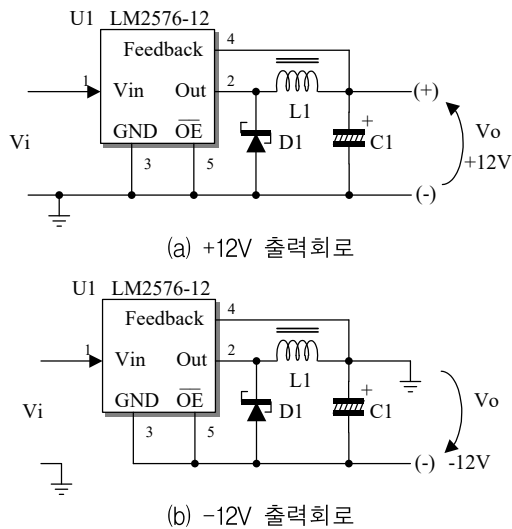 U1 LM2576-12
Feedback 4
1 Vin Out 2
L1
(+)
Vi
GND OE
+
D1
C1
Vo
+12V
3 5
(-)
(a) +12V 출력회로
U1 LM2576-12
Feedback 4
1 Vin Out 2
L1
Vi
GND OE
+
D1
C1
Vo
3 5
(-) -12V
(b) -12V 출력회로